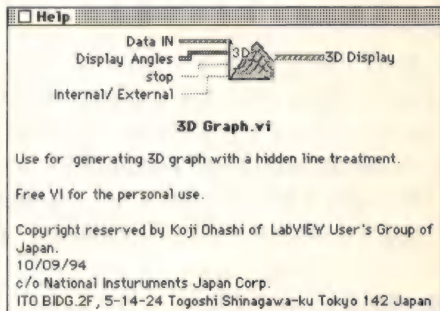 Help
Data IN
Display Angles
stop
Internal/ External
3D
3D Display
3D Graph.vi
Use for generating 3D graph with a hidden line treatment.
Free VI for the personal use.
Copyright reserved by Koji Ohashi of LabVIEW User's Group of
Japan.
10/09/94
c/o National Insturuments Japan Corp.
ITO BIDG.2F, 5-14-24 Togoshi Shinagawa-ku Tokyo 142 Japan